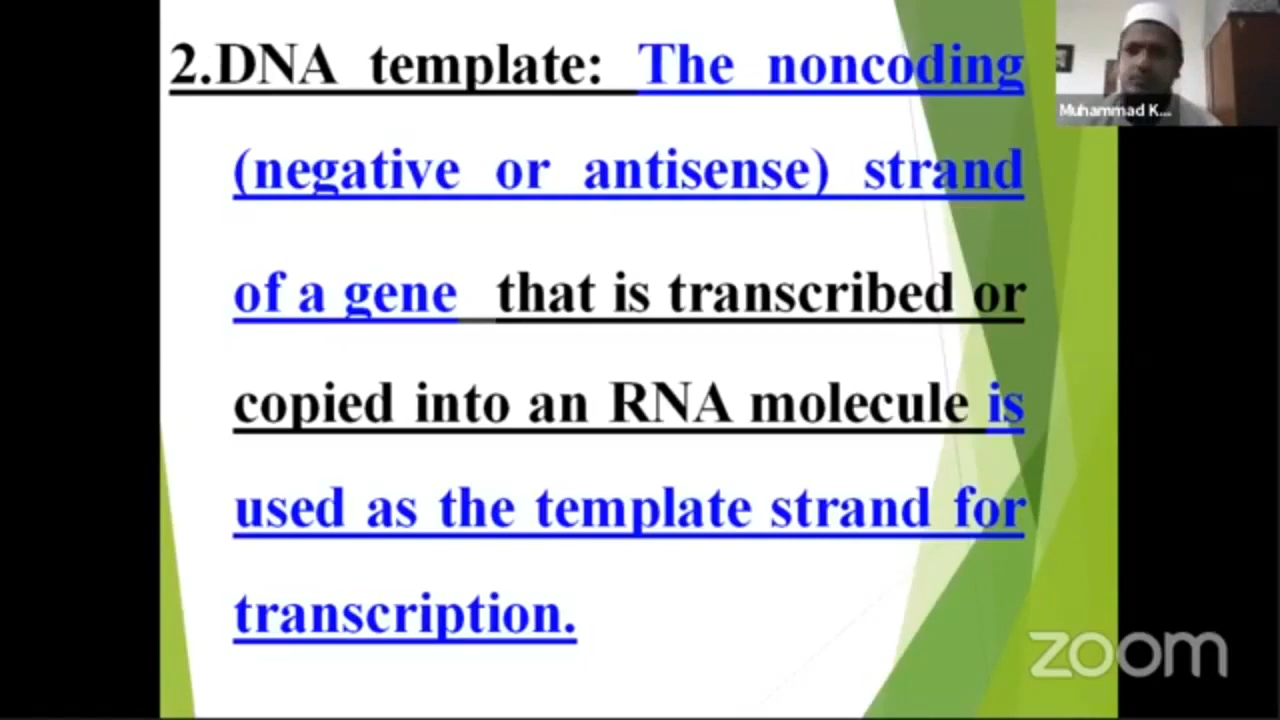 2.DNA template: The noncoding
(negative or antisense) strand
of a gene that is transcribed or
copied into an RNA molecule is
used as the template strand for
transcription.
Muhammad K...
zoom